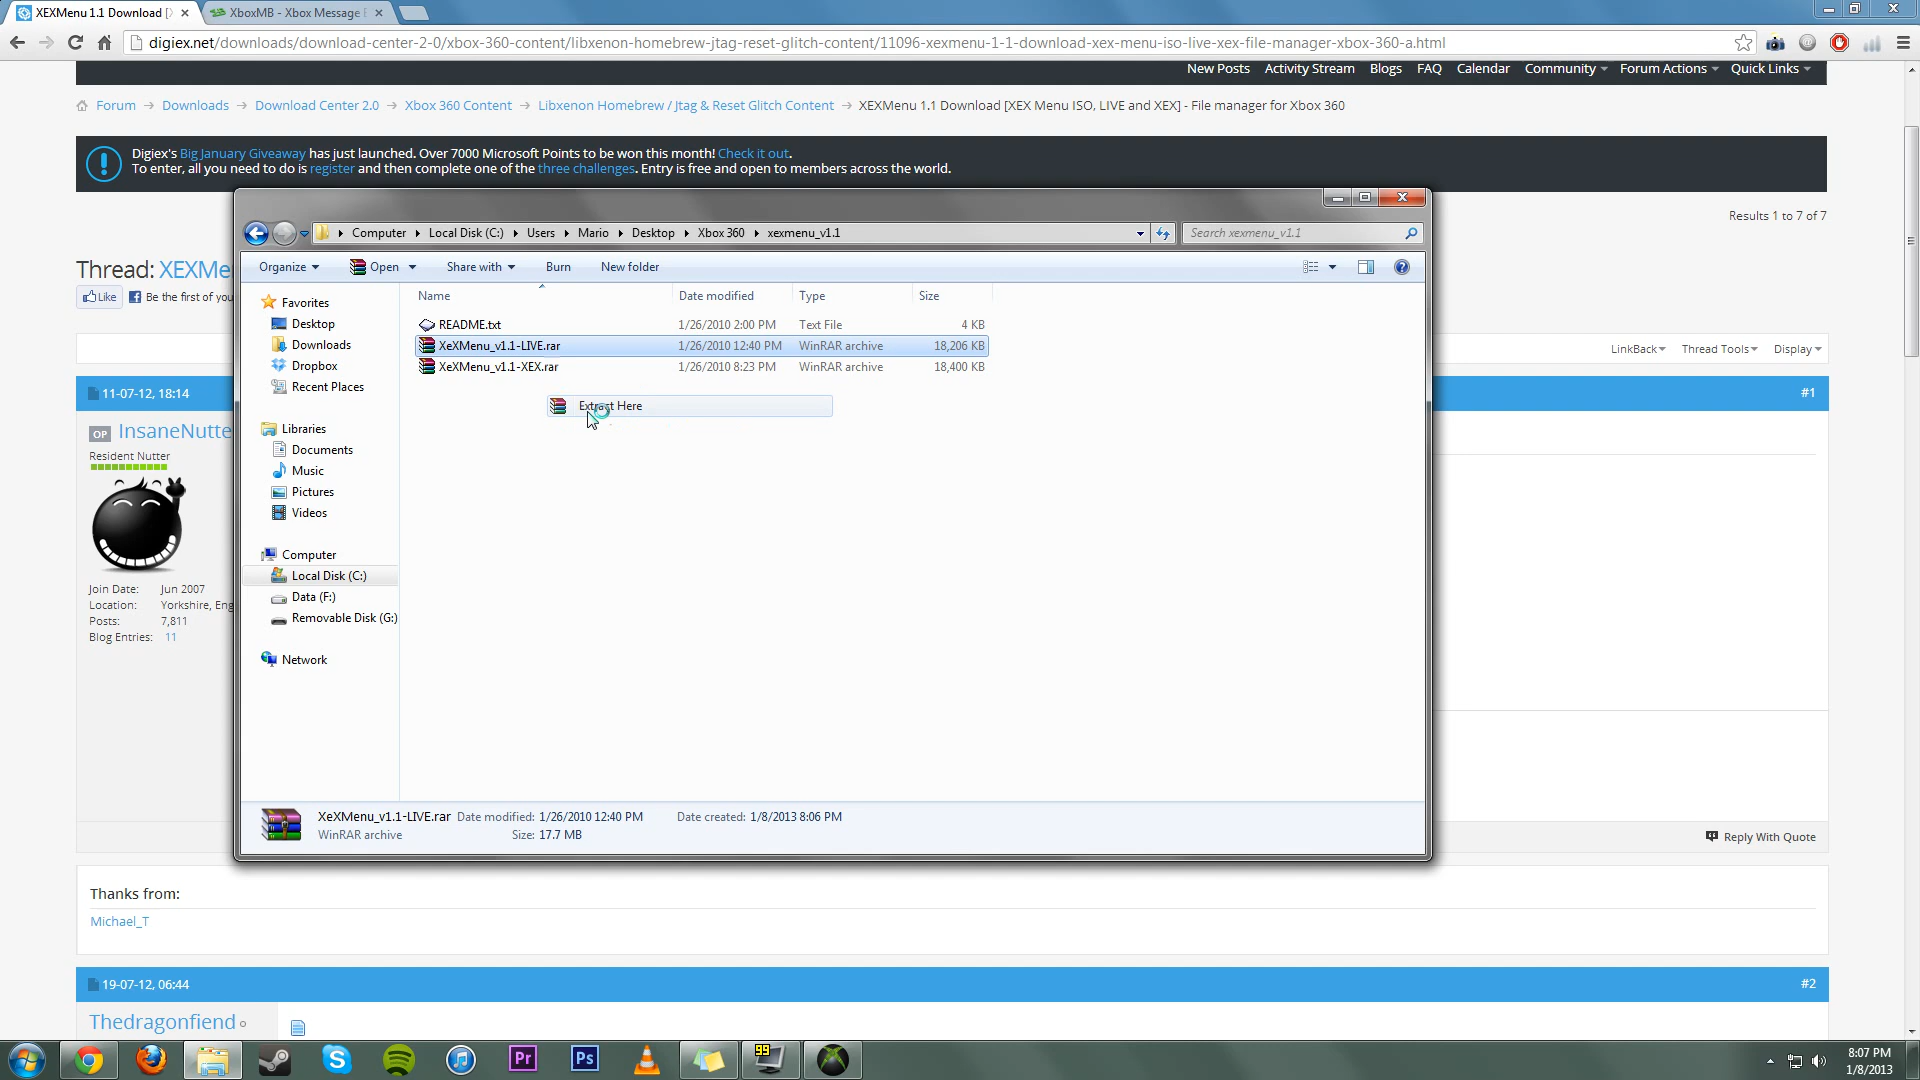 XEXMenu 1.1 Download [
XboxMB - Xbox Message
digiex.net/downloads/download-center-2-0/xbox-360-content/libxenon-homebrew-jtag-reset-glitch-content/11096-xexmenu-1-1-download-xex-menu-iso-live-xex-file-manager-xbox-360-a.html
New Posts Activity Stream Blogs FAQ Calendar Community Forum Actions Quick Links
Forum → Downloads → Download Center 2.0 → Xbox 360 Content → Libxenon Homebrew / Jtag & Reset Glitch Content → XEXMenu 1.1 Download [XEX Menu ISO, LIVE and XEX] - File manager for Xbox 360
Digiex's Big January Giveaway has just launched. Over 7000 Microsoft Points to be won this month! Check it out.
To enter, all you need to do is register and then complete one of the three challenges. Entry is free and open to members across the world.
Results 1 to 7 of 7
Thread: XEXMe
Like Be the first of you
LinkBack Thread Tools Display
11-07-12, 18:14 #1
OP InsaneNutte
Resident Nutter
Join Date: Jun 2007
Location: Yorkshire, Eng
Posts: 7,811
Blog Entries: 11
Computer Local Disk (C:) Users Mario Desktop Xbox 360 xexmenu_v1.1
Search xexmenu_v1.1
Organize Open Share with Burn New folder
Favorites
Desktop
Downloads
Dropbox
Recent Places
Libraries
Documents
Music
Pictures
Videos
Computer
Local Disk (C:)
Data (F:)
Removable Disk (G:)
Network
Name Date modified Type Size
README.txt 1/26/2010 2:00 PM Text File 4 KB
XeXMenu_v1.1-LIVE.rar 1/26/2010 12:40 PM WinRAR archive 18,206 KB
XeXMenu_v1.1-XEX.rar 1/26/2010 8:23 PM WinRAR archive 18,400 KB
Extract Here
XeXMenu_v1.1-LIVE.rar Date modified: 1/26/2010 12:40 PM Date created: 1/8/2013 8:06 PM
WinRAR archive Size: 17.7 MB
Reply With Quote
Thanks from:
Michael_T
19-07-12, 06:44 #2
Thedragonfiend
Pr
Ps
99
8:07 PM
1/8/2013